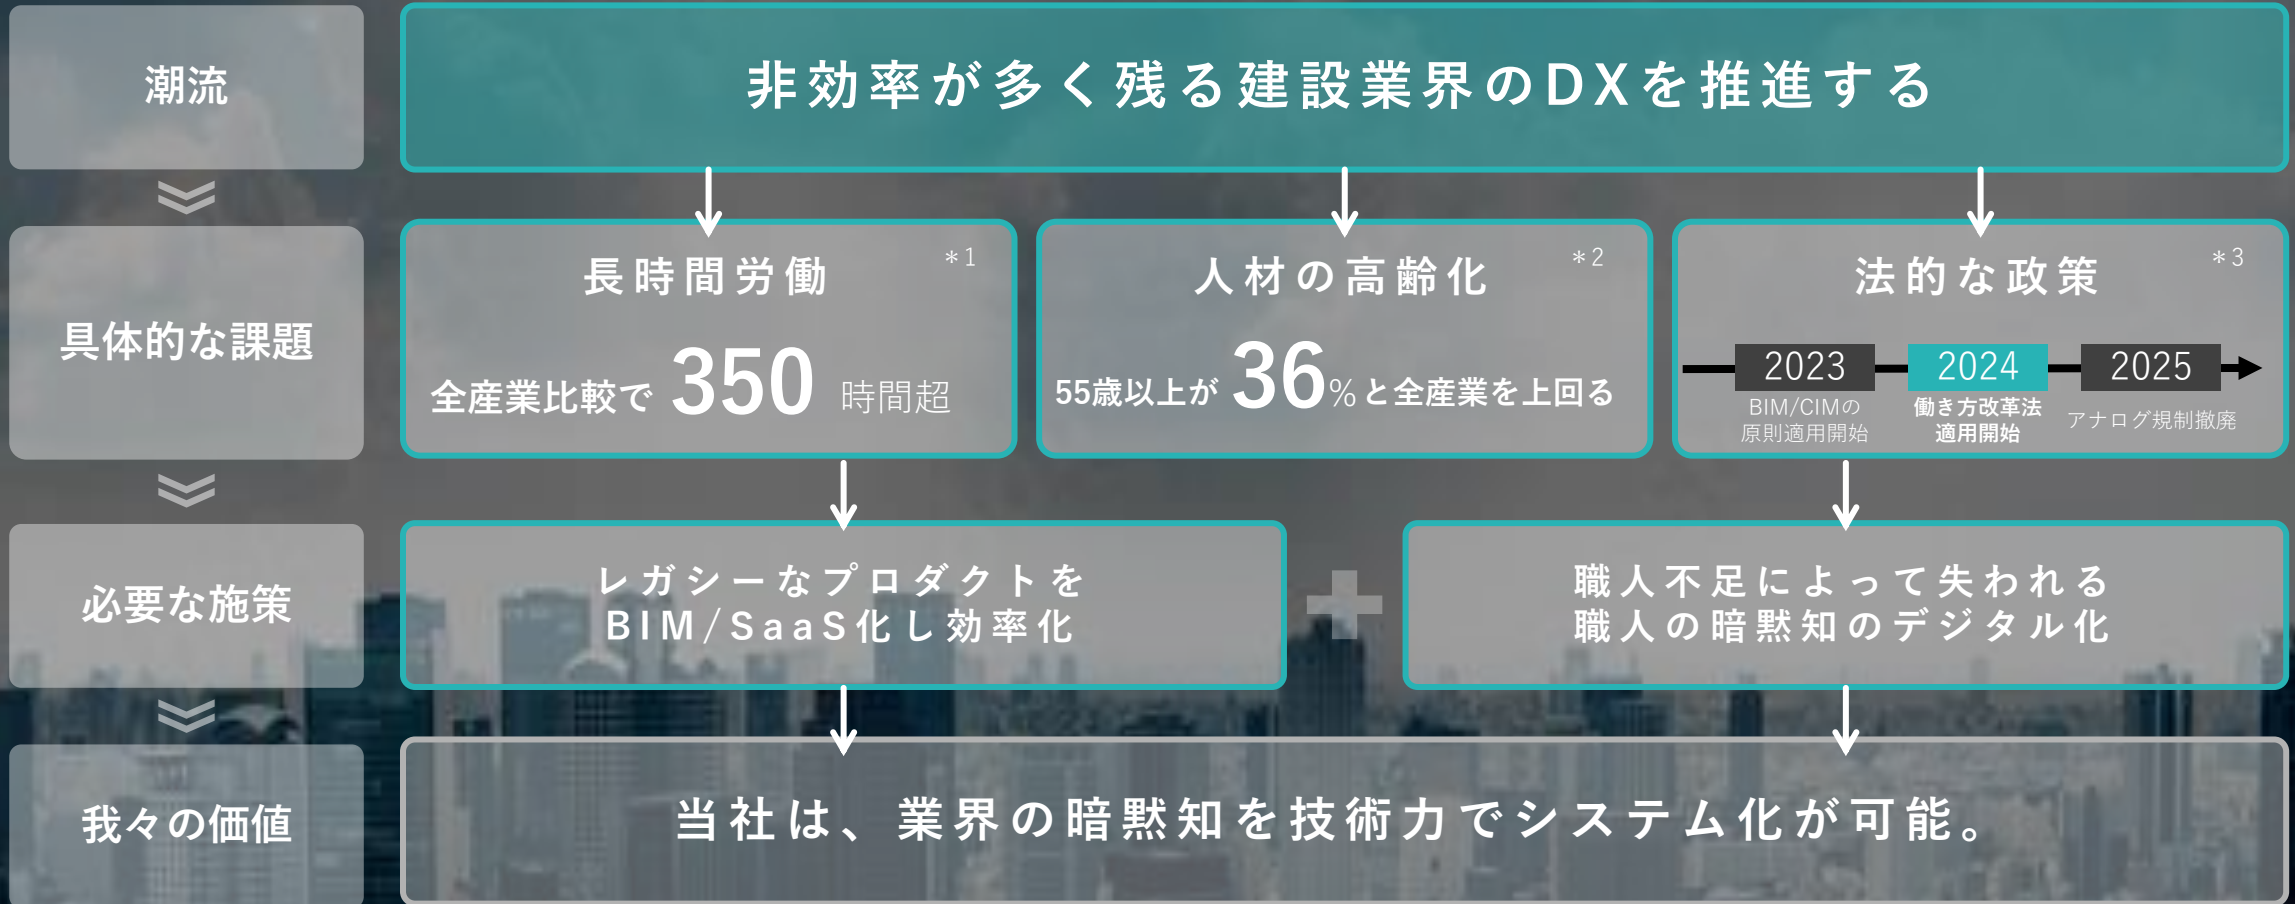 潮流
非効率が多く残る建設業界のDXを推進する
具体的な課題
長時間労働 *1
全産業比較で 350 時間超
人材の高齢化 *2
55歳以上が 36%と全産業を上回る
法的な政策 *3
2023
BIM/CIMの
原則適用開始
2024
働き方改革法
適用開始
2025
アナログ規制撤廃
必要な施策
レガシーなプロダクトを
BIM/SaaS化し効率化
職人不足によって失われる
職人の暗黙知のデジタル化
我々の価値
当社は、業界の暗黙知を技術力でシステム化が可能。